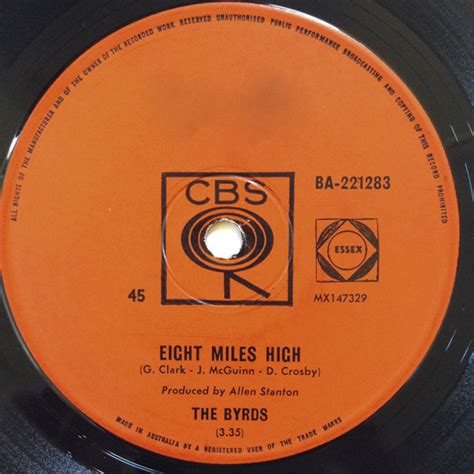 ALL RIGHTS OF THE MANUFACTURER AND OF THE OWNER OF THE RECORDED WORK RESERVED UNAUTHORISED PUBLIC PERFORMANCE BROADCASTING AND COPYING OF THIS RECORD PROHIBITED
CBS
BA-221283
ESSEX
45
MX147329
EIGHT MILES HIGH
(G. Clark - J. McGuinn - D. Crosby)
Produced by Allen Stanton
THE BYRDS
(3.35)
MADE IN AUSTRALIA BY A REGISTERED USER OF THE TRADE MARKS